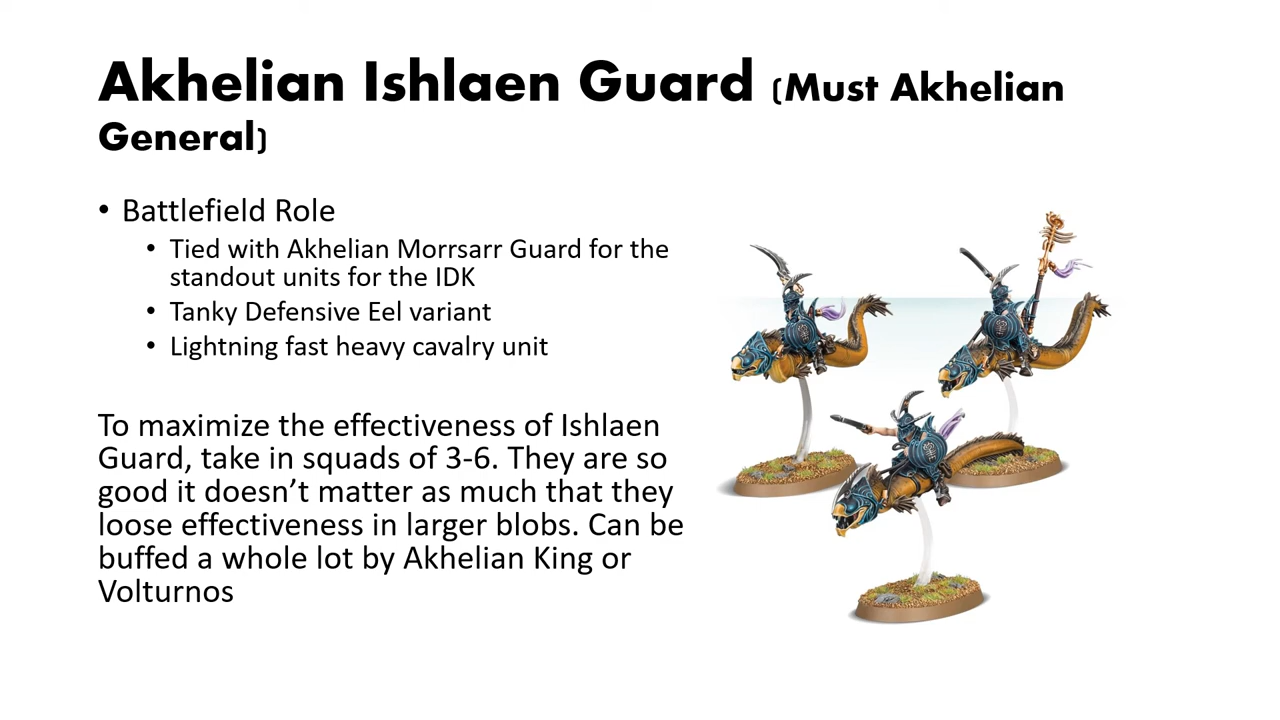 Akhelian Ishlaen Guard (Must Akhelian
General)
• Battlefield Role
• Tied with Akhelian Morrsarr Guard for the
standout units for the IDK
• Tanky Defensive Eel variant
• Lightning fast heavy cavalry unit
To maximize the effectiveness of Ishlaen
Guard, take in squads of 3-6. They are so
good it doesn’t matter as much that they
loose effectiveness in larger blobs. Can be
buffed a whole lot by Akhelian King or
Volturnos